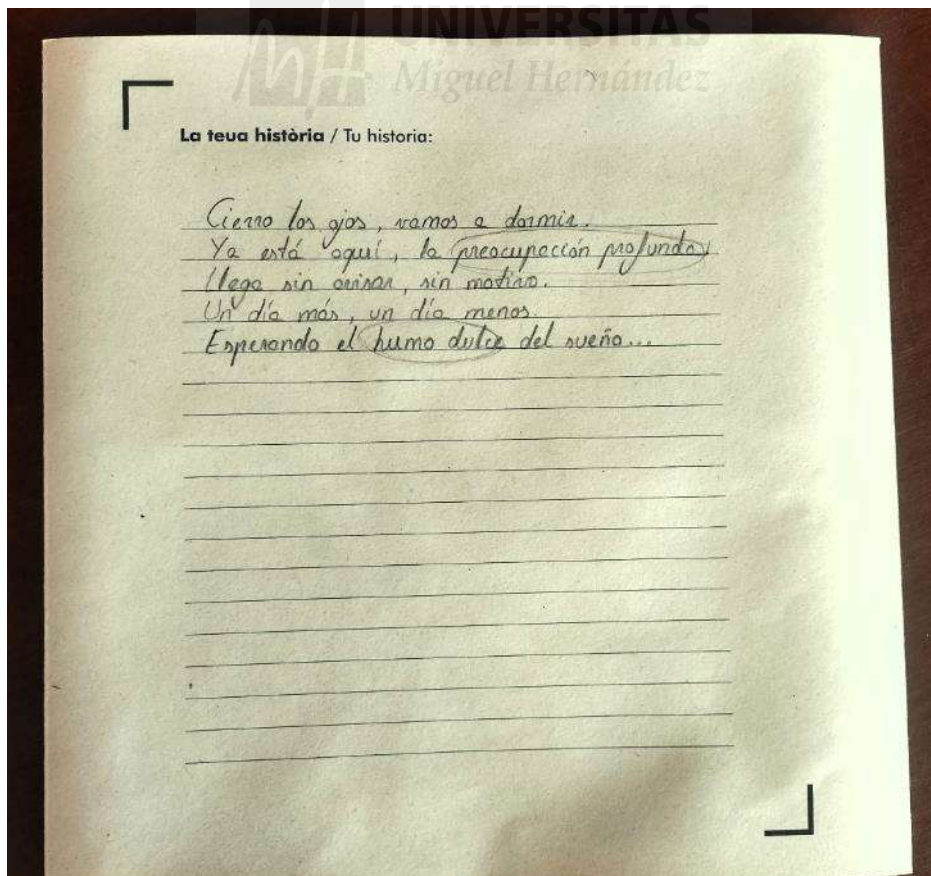 UNIVERSITAS
Miguel Hernández
La teua història / Tu historia:
Cierro los ojos, vamos a dormir.
Ya está aquí, la preocupación profunda,
llega sin avisar, sin motivo.
Un día más, un día menos.
Esperando el humo dulce del sueño...